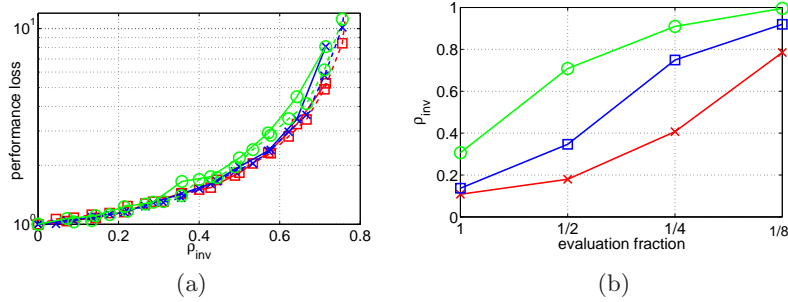 10¹
10⁰
performance loss
0 0.2 0.4 0.6 0.8
ρinv
(a)
1
0.8
0.6
0.4
0.2
0
ρinv
1 1/2 1/4 1/8
evaluation fraction
(b)